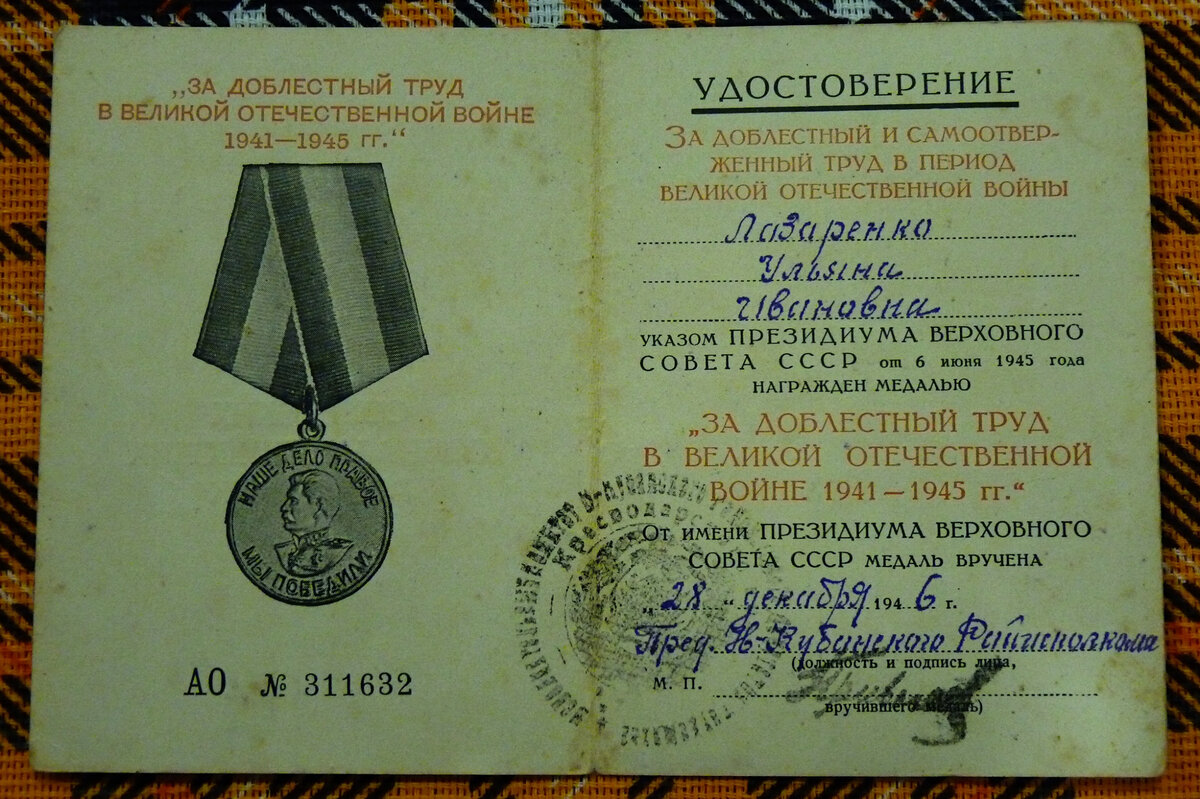 „ЗА ДОБЛЕСТНЫЙ ТРУД
В ВЕЛИКОЙ ОТЕЧЕСТВЕННОЙ ВОЙНЕ
1941—1945 гг.“
НАШЕ ДЕЛО ПРАВОЕ
МЫ ПОБЕДИЛИ
АО № 311632
УДОСТОВЕРЕНИЕ
ЗА ДОБЛЕСТНЫЙ И САМООТВЕР-
ЖЕННЫЙ ТРУД В ПЕРИОД
ВЕЛИКОЙ ОТЕЧЕСТВЕННОЙ ВОЙНЫ
Лазаренко
Ульяна
Ивановна
УКАЗОМ ПРЕЗИДИУМА ВЕРХОВНОГО
СОВЕТА СССР от 6 июня 1945 года
НАГРАЖДЕН МЕДАЛЬЮ
„ЗА ДОБЛЕСТНЫЙ ТРУД
В ВЕЛИКОЙ ОТЕЧЕСТВЕННОЙ
ВОЙНЕ 1941—1945 гг.“
От имени ПРЕЗИДИУМА ВЕРХОВНОГО
СОВЕТА СССР МЕДАЛЬ ВРУЧЕНА
„28“ декабря 1946 г.
Пред. Н-Кубанского Райисполкома
(должность и подпись лица,
М. П.
вручившего медаль)